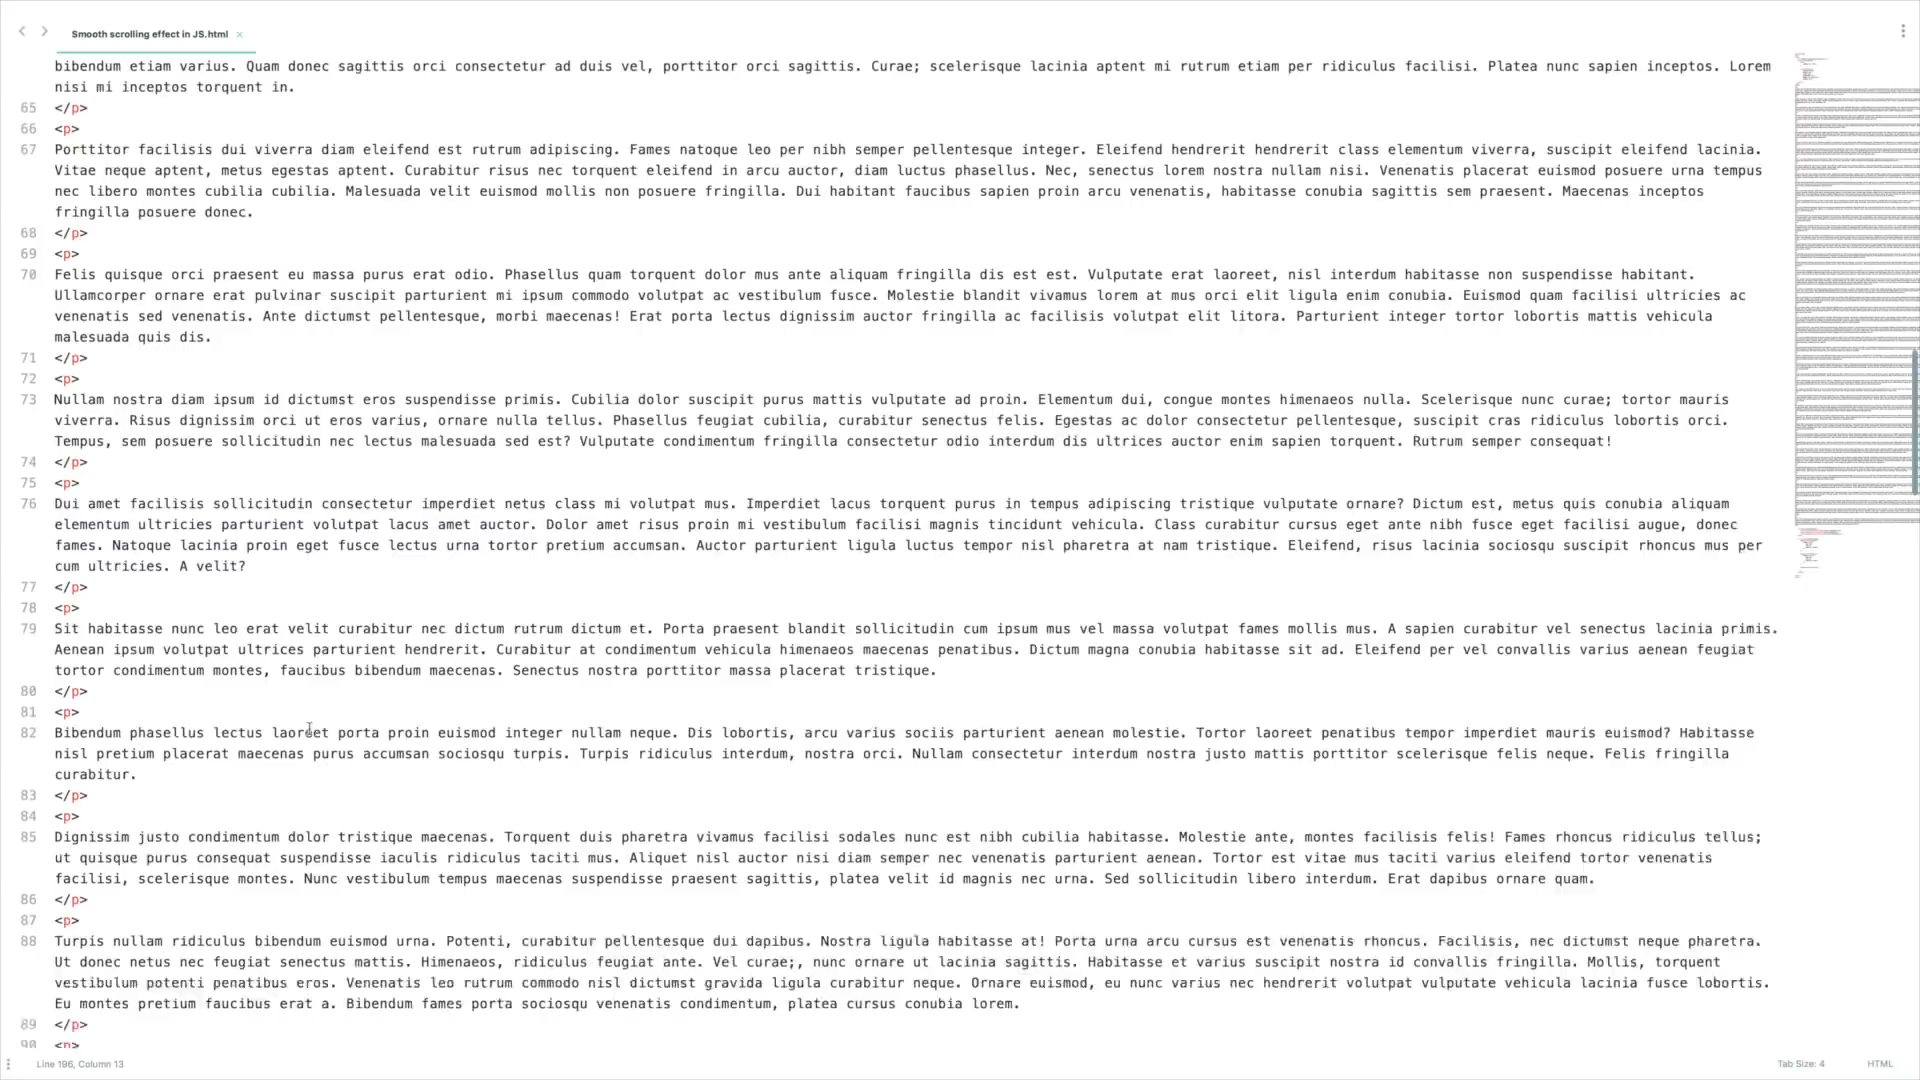 Smooth scrolling effect in JS.html ×
bibendum etiam varius. Quam donec sagittis orci consectetur ad duis vel, porttitor orci sagittis. Curae; scelerisque lacinia aptent mi rutrum etiam per ridiculus facilisi. Platea nunc sapien inceptos. Lorem
nisi mi inceptos torquent in.
65 </p>
66 <p>
67 Porttitor facilisis dui viverra diam eleifend est rutrum adipiscing. Fames natoque leo per nibh semper pellentesque integer. Eleifend hendrerit hendrerit class elementum viverra, suscipit eleifend lacinia.
Vitae neque aptent, metus egestas aptent. Curabitur risus nec torquent eleifend in arcu auctor, diam luctus phasellus. Nec, senectus lorem nostra nullam nisi. Venenatis placerat euismod posuere urna tempus
nec libero montes cubilia cubilia. Malesuada velit euismod mollis non posuere fringilla. Dui habitant faucibus sapien proin arcu venenatis, habitasse conubia sagittis sem praesent. Maecenas inceptos
fringilla posuere donec.
68 </p>
69 <p>
70 Felis quisque orci praesent eu massa purus erat odio. Phasellus quam torquent dolor mus ante aliquam fringilla dis est est. Vulputate erat laoreet, nisl interdum habitasse non suspendisse habitant.
Ullamcorper ornare erat pulvinar suscipit parturient mi ipsum commodo volutpat ac vestibulum fusce. Molestie blandit vivamus lorem at mus orci elit ligula enim conubia. Euismod quam facilisi ultricies ac
venenatis sed venenatis. Ante dictumst pellentesque, morbi maecenas! Erat porta lectus dignissim auctor fringilla ac facilisis volutpat elit litora. Parturient integer tortor lobortis mattis vehicula
malesuada quis dis.
71 </p>
72 <p>
73 Nullam nostra diam ipsum id dictumst eros suspendisse primis. Cubilia dolor suscipit purus mattis vulputate ad proin. Elementum dui, congue montes himenaeos nulla. Scelerisque nunc curae; tortor mauris
viverra. Risus dignissim orci ut eros varius, ornare nulla tellus. Phasellus feugiat cubilia, curabitur senectus felis. Egestas ac dolor consectetur pellentesque, suscipit cras ridiculus lobortis orci.
Tempus, sem posuere sollicitudin nec lectus malesuada sed est? Vulputate condimentum fringilla consectetur odio interdum dis ultrices auctor enim sapien torquent. Rutrum semper consequat!
74 </p>
75 <p>
76 Dui amet facilisis sollicitudin consectetur imperdiet netus class mi volutpat mus. Imperdiet lacus torquent purus in tempus adipiscing tristique vulputate ornare? Dictum est, metus quis conubia aliquam
elementum ultricies parturient volutpat lacus amet auctor. Dolor amet risus proin mi vestibulum facilisi magnis tincidunt vehicula. Class curabitur cursus eget ante nibh fusce eget facilisi augue, donec
fames. Natoque lacinia proin eget fusce lectus urna tortor pretium accumsan. Auctor parturient ligula luctus tempor nisl pharetra at nam tristique. Eleifend, risus lacinia sociosqu suscipit rhoncus mus per
cum ultricies. A velit?
77 </p>
78 <p>
79 Sit habitasse nunc leo erat velit curabitur nec dictum rutrum dictum et. Porta praesent blandit sollicitudin cum ipsum mus vel massa volutpat fames mollis mus. A sapien curabitur vel senectus lacinia primis.
Aenean ipsum volutpat ultrices parturient hendrerit. Curabitur at condimentum vehicula himenaeos maecenas penatibus. Dictum magna conubia habitasse sit ad. Eleifend per vel convallis varius aenean feugiat
tortor condimentum montes, faucibus bibendum maecenas. Senectus nostra porttitor massa placerat tristique.
80 </p>
81 <p>
82 Bibendum phasellus lectus laoreet porta proin euismod integer nullam neque. Dis lobortis, arcu varius sociis parturient aenean molestie. Tortor laoreet penatibus tempor imperdiet mauris euismod? Habitasse
nisl pretium placerat maecenas purus accumsan sociosqu turpis. Turpis ridiculus interdum, nostra orci. Nullam consectetur interdum nostra justo mattis porttitor scelerisque felis neque. Felis fringilla
curabitur.
83 </p>
84 <p>
85 Dignissim justo condimentum dolor tristique maecenas. Torquent duis pharetra vivamus facilisi sodales nunc est nibh cubilia habitasse. Molestie ante, montes facilisis felis! Fames rhoncus ridiculus tellus;
ut quisque purus consequat suspendisse iaculis ridiculus taciti mus. Aliquet nisl auctor nisi diam semper nec venenatis parturient aenean. Tortor est vitae mus taciti varius eleifend tortor venenatis
facilisi, scelerisque montes. Nunc vestibulum tempus maecenas suspendisse praesent sagittis, platea velit id magnis nec urna. Sed sollicitudin libero interdum. Erat dapibus ornare quam.
86 </p>
87 <p>
88 Turpis nullam ridiculus bibendum euismod urna. Potenti, curabitur pellentesque dui dapibus. Nostra ligula habitasse at! Porta urna arcu cursus est venenatis rhoncus. Facilisis, nec dictumst neque pharetra.
Ut donec netus nec feugiat senectus mattis. Himenaeos, ridiculus feugiat ante. Vel curae;, nunc ornare ut lacinia sagittis. Habitasse et varius suscipit nostra id convallis fringilla. Mollis, torquent
vestibulum potenti penatibus eros. Venenatis leo rutrum commodo nisl dictumst gravida ligula curabitur neque. Ornare euismod, eu nunc varius nec hendrerit volutpat vulputate vehicula lacinia fusce lobortis.
Eu montes pretium faucibus erat a. Bibendum fames porta sociosqu venenatis condimentum, platea cursus conubia lorem.
89 </p>
90 <p>
Line 196, Column 13
Tab Size: 4
HTML